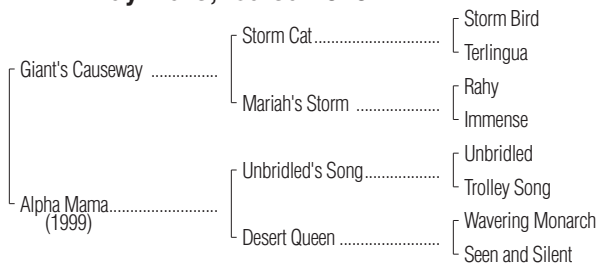 Storm Bird
Storm Cat
Terlingua
Giant's Causeway
Rahy
Mariah's Storm
Immense
Unbridled
Unbridled's Song
Trolley Song
Alpha Mama
(1999)
Wavering Monarch
Desert Queen
Seen and Silent